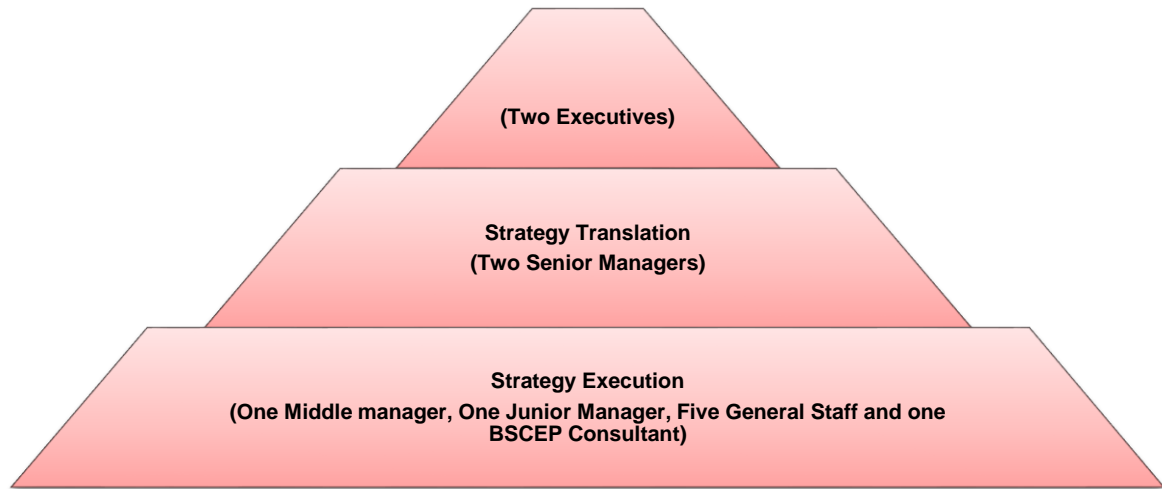 (Two Executives)
Strategy Translation
(Two Senior Managers)
Strategy Execution
(One Middle manager, One Junior Manager, Five General Staff and one
BSCEP Consultant)